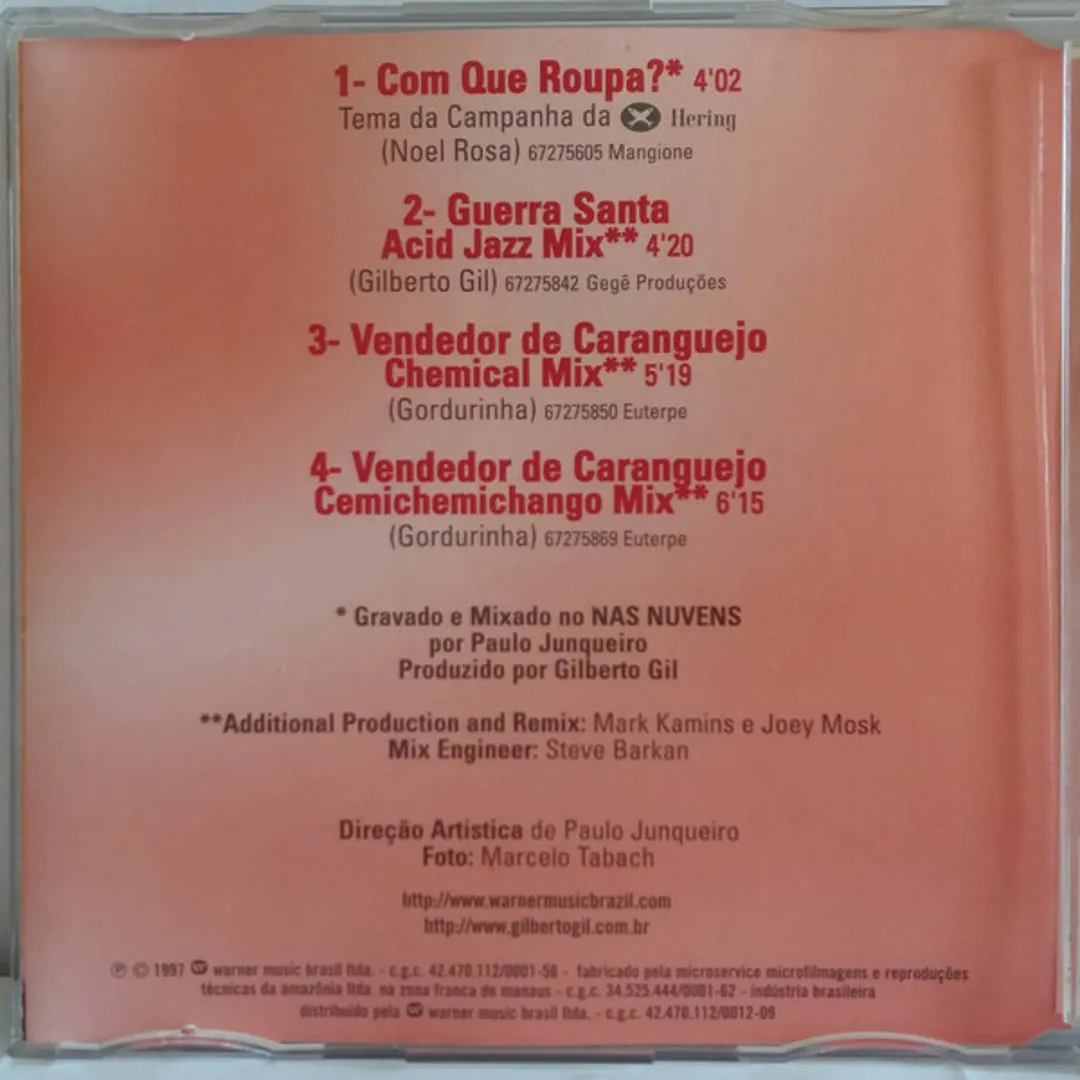 1- Com Que Roupa?* 4'02
Tema da Campanha da Hering
(Noel Rosa) 67275605 Mangione
2- Guerra Santa
Acid Jazz Mix** 4'20
(Gilberto Gil) 67275842 Gegê Produções
3- Vendedor de Caranguejo
Chemical Mix** 5'19
(Gordurinha) 67275850 Euterpe
4- Vendedor de Caranguejo
Cemichemichango Mix** 6'15
(Gordurinha) 67275869 Euterpe
* Gravado e Mixado no NAS NUVENS
por Paulo Junqueiro
Produzido por Gilberto Gil
**Additional Production and Remix: Mark Kamins e Joey Mosk
Mix Engineer: Steve Barkan
Direção Artística de Paulo Junqueiro
Foto: Marcelo Tabach
http://www.warnermusicbrazil.com
http://www.gilbertogil.com.br
℗ © 1997 warner music brasil ltda. - c.g.c. 42.470.112/0001-56 - fabricado pela microservice microfilmagens e reproduções
técnicas da amazônia ltda. na zona franca de manaus - c.g.c. 34.525.444/0001-62 - indústria brasileira
distribuído pela warner music brasil ltda. - c.g.c. 42.470.112/0012-09